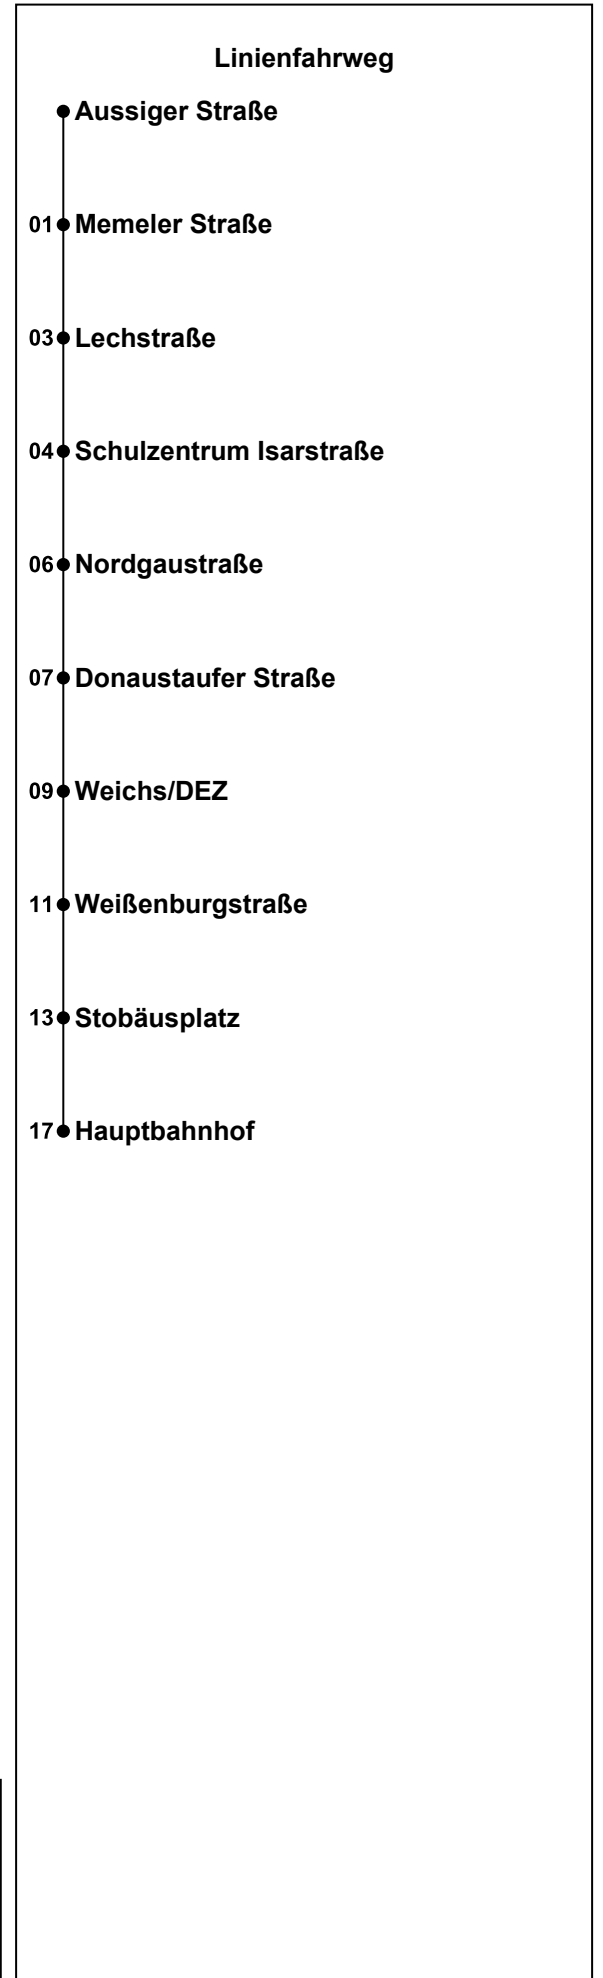 Linienfahrweg
Aussiger Straße
01 Memeler Straße
03 Lechstraße
04 Schulzentrum Isarstraße
06 Nordgaustraße
07 Donaustaufer Straße
09 Weichs/DEZ
11 Weißenburgstraße
13 Stobäusplatz
17 Hauptbahnhof